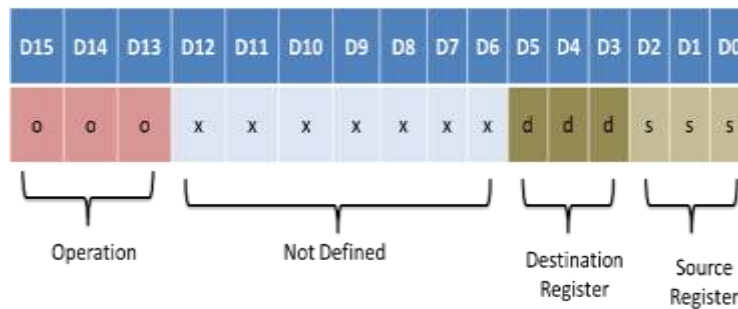 D15 D14 D13 D12 D11 D10 D9 D8 D7 D6 D5 D4 D3 D2 D1 D0
o o o x x x x x x x d d d s s s
Operation
Not Defined
Destination
Register
Source
Register